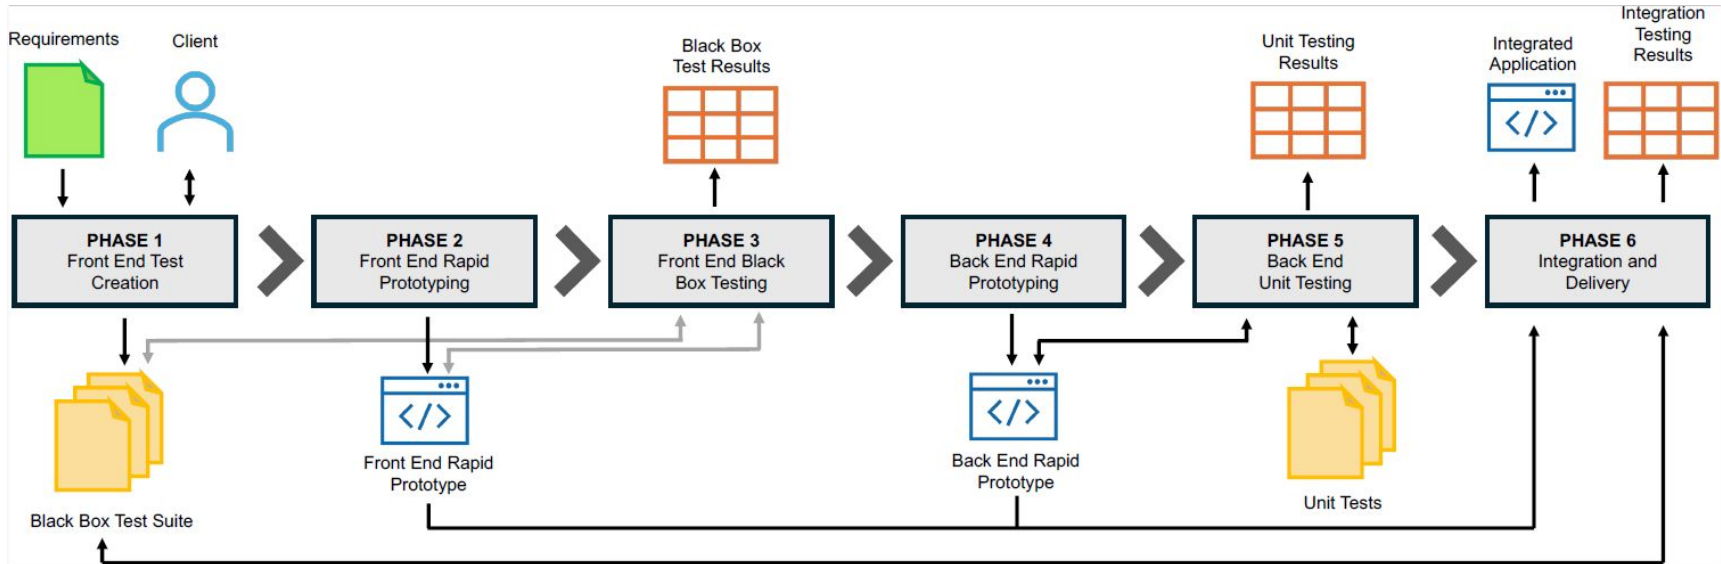 Requirements
Client
Black Box
Test Results
Unit Testing
Results
Integrated
Application
Integration
Testing
Results
PHASE 1
Front End Test
Creation
PHASE 2
Front End Rapid
Prototyping
PHASE 3
Front End Black
Box Testing
PHASE 4
Back End Rapid
Prototyping
PHASE 5
Back End
Unit Testing
PHASE 6
Integration and
Delivery
</>
</>
</>
Black Box Test Suite
Front End Rapid
Prototype
Back End Rapid
Prototype
Unit Tests